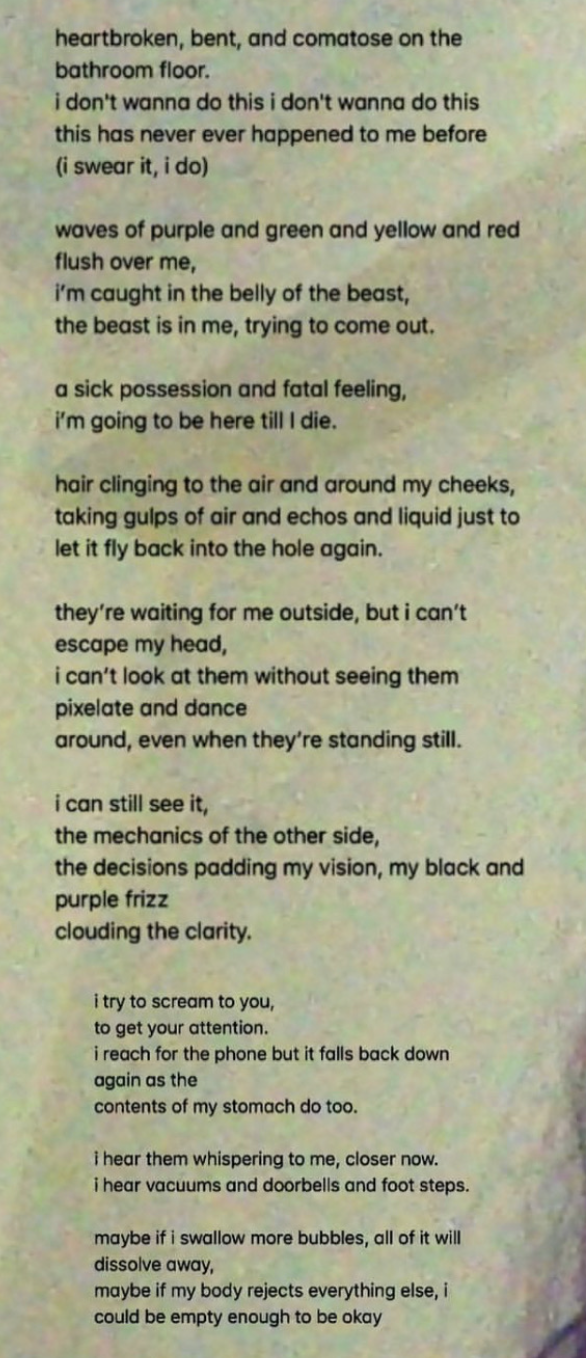 heartbroken, bent, and comatose on the
bathroom floor.
i don't wanna do this i don't wanna do this
this has never ever happened to me before
(i swear it, i do)
waves of purple and green and yellow and red
flush over me,
i'm caught in the belly of the beast,
the beast is in me, trying to come out.
a sick possession and fatal feeling,
i'm going to be here till I die.
hair clinging to the air and around my cheeks,
taking gulps of air and echos and liquid just to
let it fly back into the hole again.
they're waiting for me outside, but i can't
escape my head,
i can't look at them without seeing them
pixelate and dance
around, even when they're standing still.
i can still see it,
the mechanics of the other side,
the decisions padding my vision, my black and
purple frizz
clouding the clarity.
i try to scream to you,
to get your attention.
i reach for the phone but it falls back down
again as the
contents of my stomach do too.
i hear them whispering to me, closer now.
i hear vacuums and doorbells and foot steps.
maybe if i swallow more bubbles, all of it will
dissolve away,
maybe if my body rejects everything else, i
could be empty enough to be okay